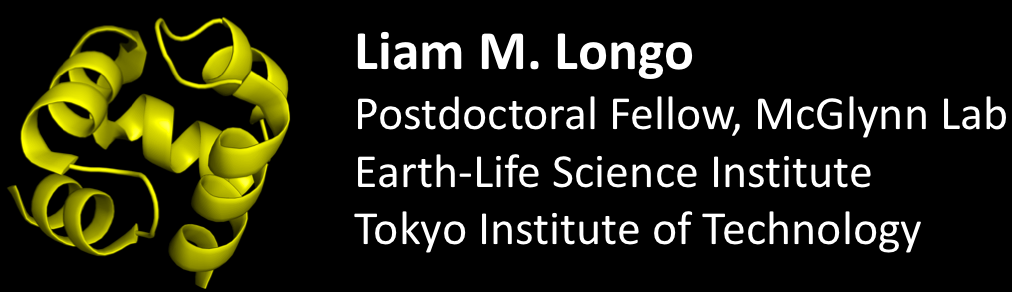 Liam M. Longo
Postdoctoral Fellow, McGlynn Lab
Earth-Life Science Institute
Tokyo Institute of Technology